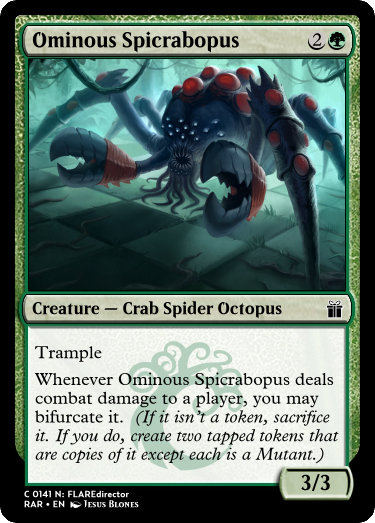 Ominous Spicrabopus 2
Creature — Crab Spider Octopus
Trample
Whenever Ominous Spicrabopus deals
combat damage to a player, you may
bifurcate it.  (If it isn't a token, sacrifice
it. If you do, create two tapped tokens that
are copies of it except each is a Mutant.)
3/3
C 0141 N: FLAREdirector
RAR • EN Jesus Blones